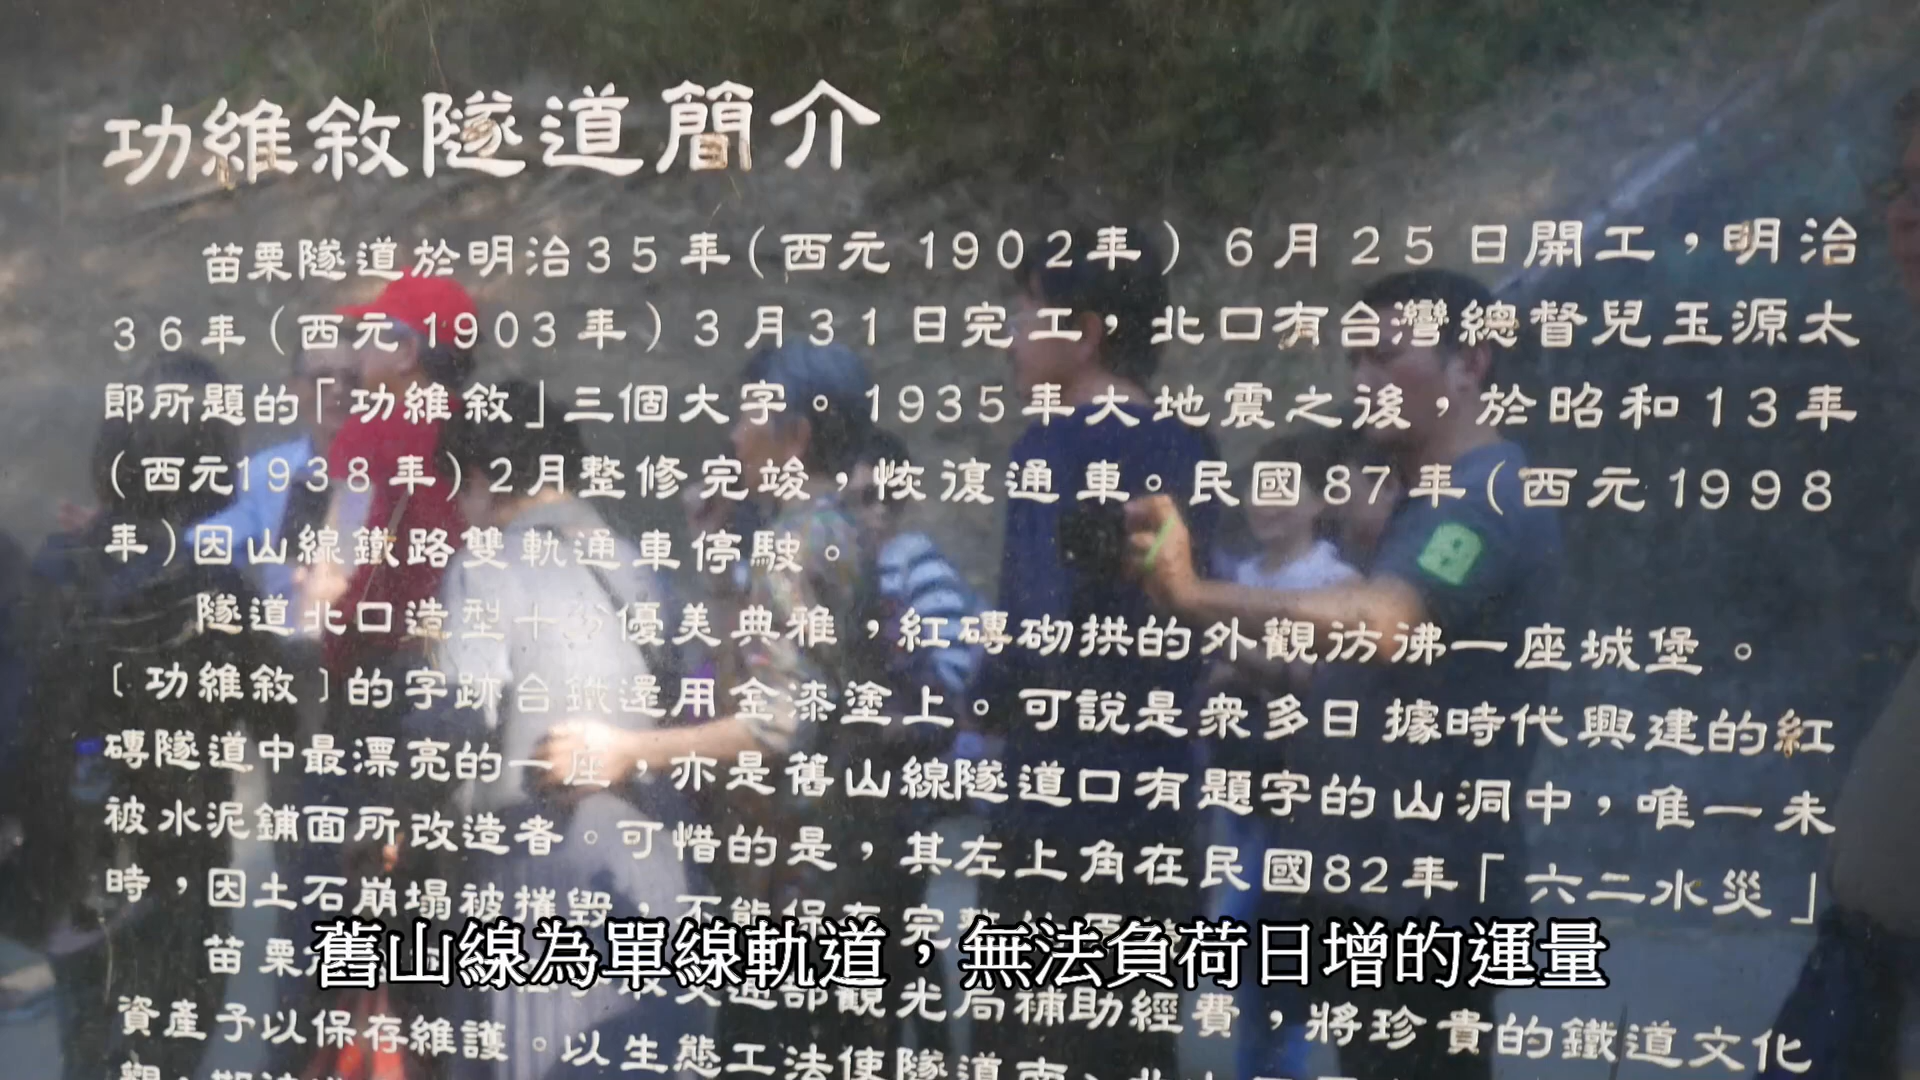 功維敘隧道簡介
苗栗隧道於明治35年(西元1902年)6月25日開工,明治
36年(西元1903年)3月31日完工,北口有台灣總督兒玉源太
郎所題的「功維敘」三個大字。1935年大地震之後,於昭和13年
(西元1938年)2月整修完竣,恢復通車。民國87年(西元1998
年)因山線鐵路雙軌通車停駛。
隧道北口造型十分優美典雅,紅磚砌拱的外觀彷彿一座城堡。
〔功維敘〕的字跡台鐵還用金漆塗上。可說是眾多日據時代興建的紅
磚隧道中最漂亮的一座,亦是舊山線隧道口有題字的山洞中,唯一未
被水泥鋪面所改造者。可惜的是,其左上角在民國82年「六二水災」
時,因土石崩塌被摧毀,不能保存完整
苗栗 交通部觀光局補助經費,將珍貴的鐵道文化
舊山線為單線軌道,無法負荷日增的運量
資產予以保存維護。以生態工法使隧道南、北